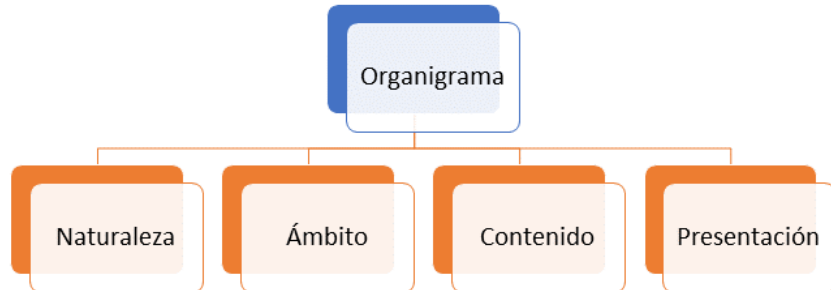 Organigrama
Naturaleza
Ámbito
Contenido
Presentación